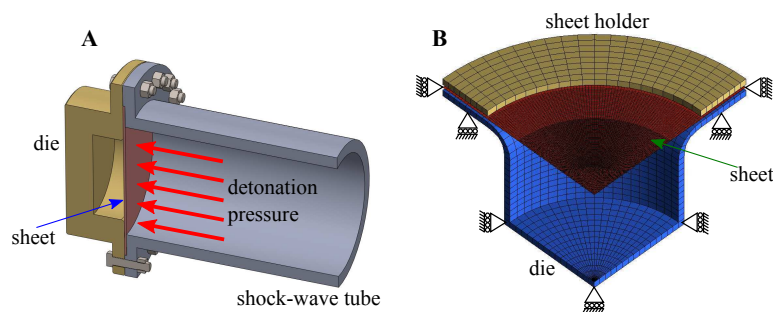 A
die
detonation
pressure
sheet
shock-wave tube
sheet holder
B
sheet
die